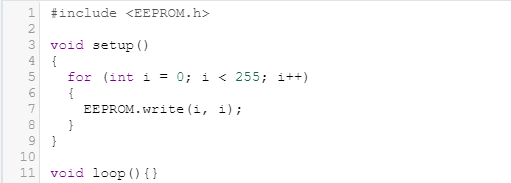 1 #include <EEPROM.h>
2
3 void setup()
4 {
5   for (int i = 0; i < 255; i++)
6   {
7     EEPROM.write(i, i);
8   }
9 }
10
11 void loop(){}